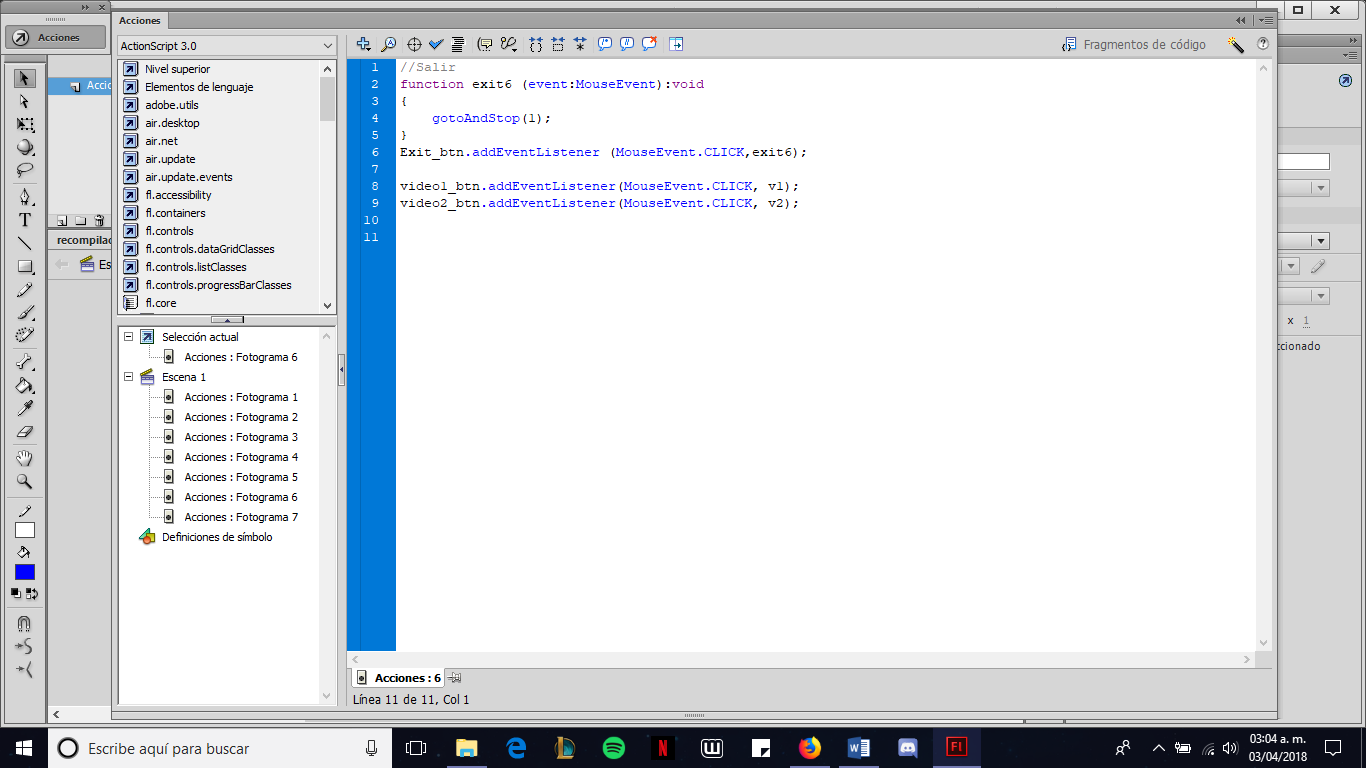 Acciones
Acciones
ActionScript 3.0
Fragmentos de código
Nivel superior
Elementos de lenguaje
adobe.utils
air.desktop
air.net
air.update
air.update.events
fl.accessibility
fl.containers
fl.controls
fl.controls.dataGridClasses
fl.controls.listClasses
fl.controls.progressBarClasses
fl.core
Selección actual
Acciones : Fotograma 6
Escena 1
Acciones : Fotograma 1
Acciones : Fotograma 2
Acciones : Fotograma 3
Acciones : Fotograma 4
Acciones : Fotograma 5
Acciones : Fotograma 6
Acciones : Fotograma 7
Definiciones de símbolo
1 //Salir
2 function exit6 (event:MouseEvent):void
3 {
4 gotoAndStop(1);
5 }
6 Exit_btn.addEventListener (MouseEvent.CLICK,exit6);
7
8 video1_btn.addEventListener(MouseEvent.CLICK, v1);
9 video2_btn.addEventListener(MouseEvent.CLICK, v2);
10
11
Acciones : 6
Línea 11 de 11, Col 1
Accio
recompilac
Es
x 1
ccionado
Escribe aquí para buscar
03:04 a. m.
03/04/2018